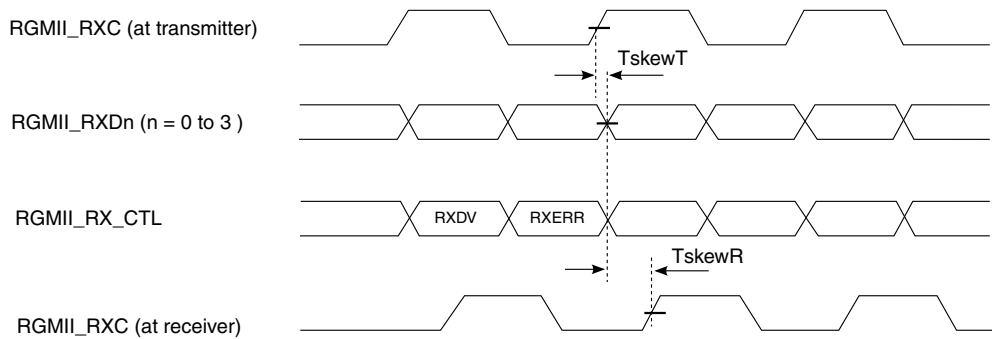 RGMII_RXC (at transmitter)
TskewT
RGMII_RXDn (n = 0 to 3 )
RGMII_RX_CTL
RXDV
RXERR
TskewR
RGMII_RXC (at receiver)